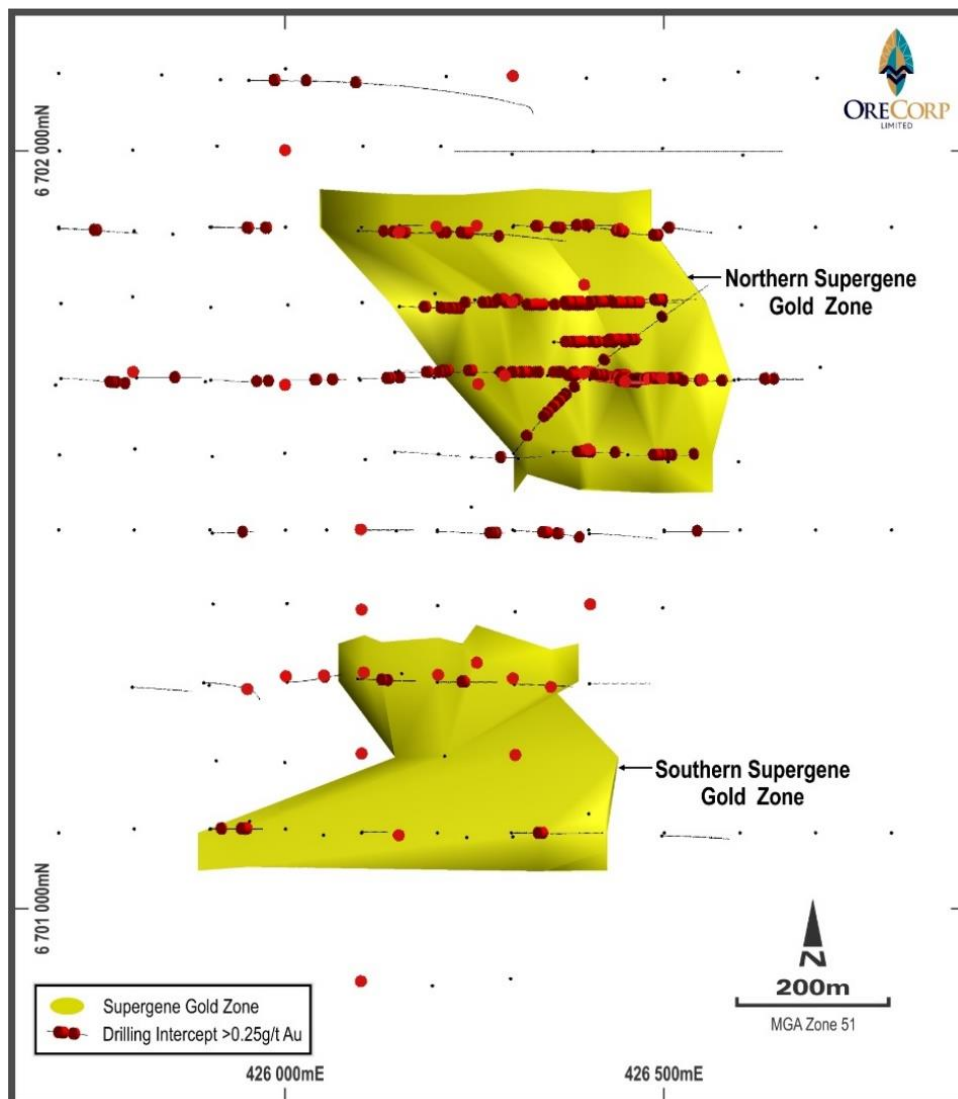 ORECORP
LIMITED
6 702 000mN
Northern Supergene
Gold Zone
Southern Supergene
Gold Zone
6 701 000mN
N
200m
MGA Zone 51
Supergene Gold Zone
Drilling Intercept >0.25g/t Au
426 000mE
426 500mE